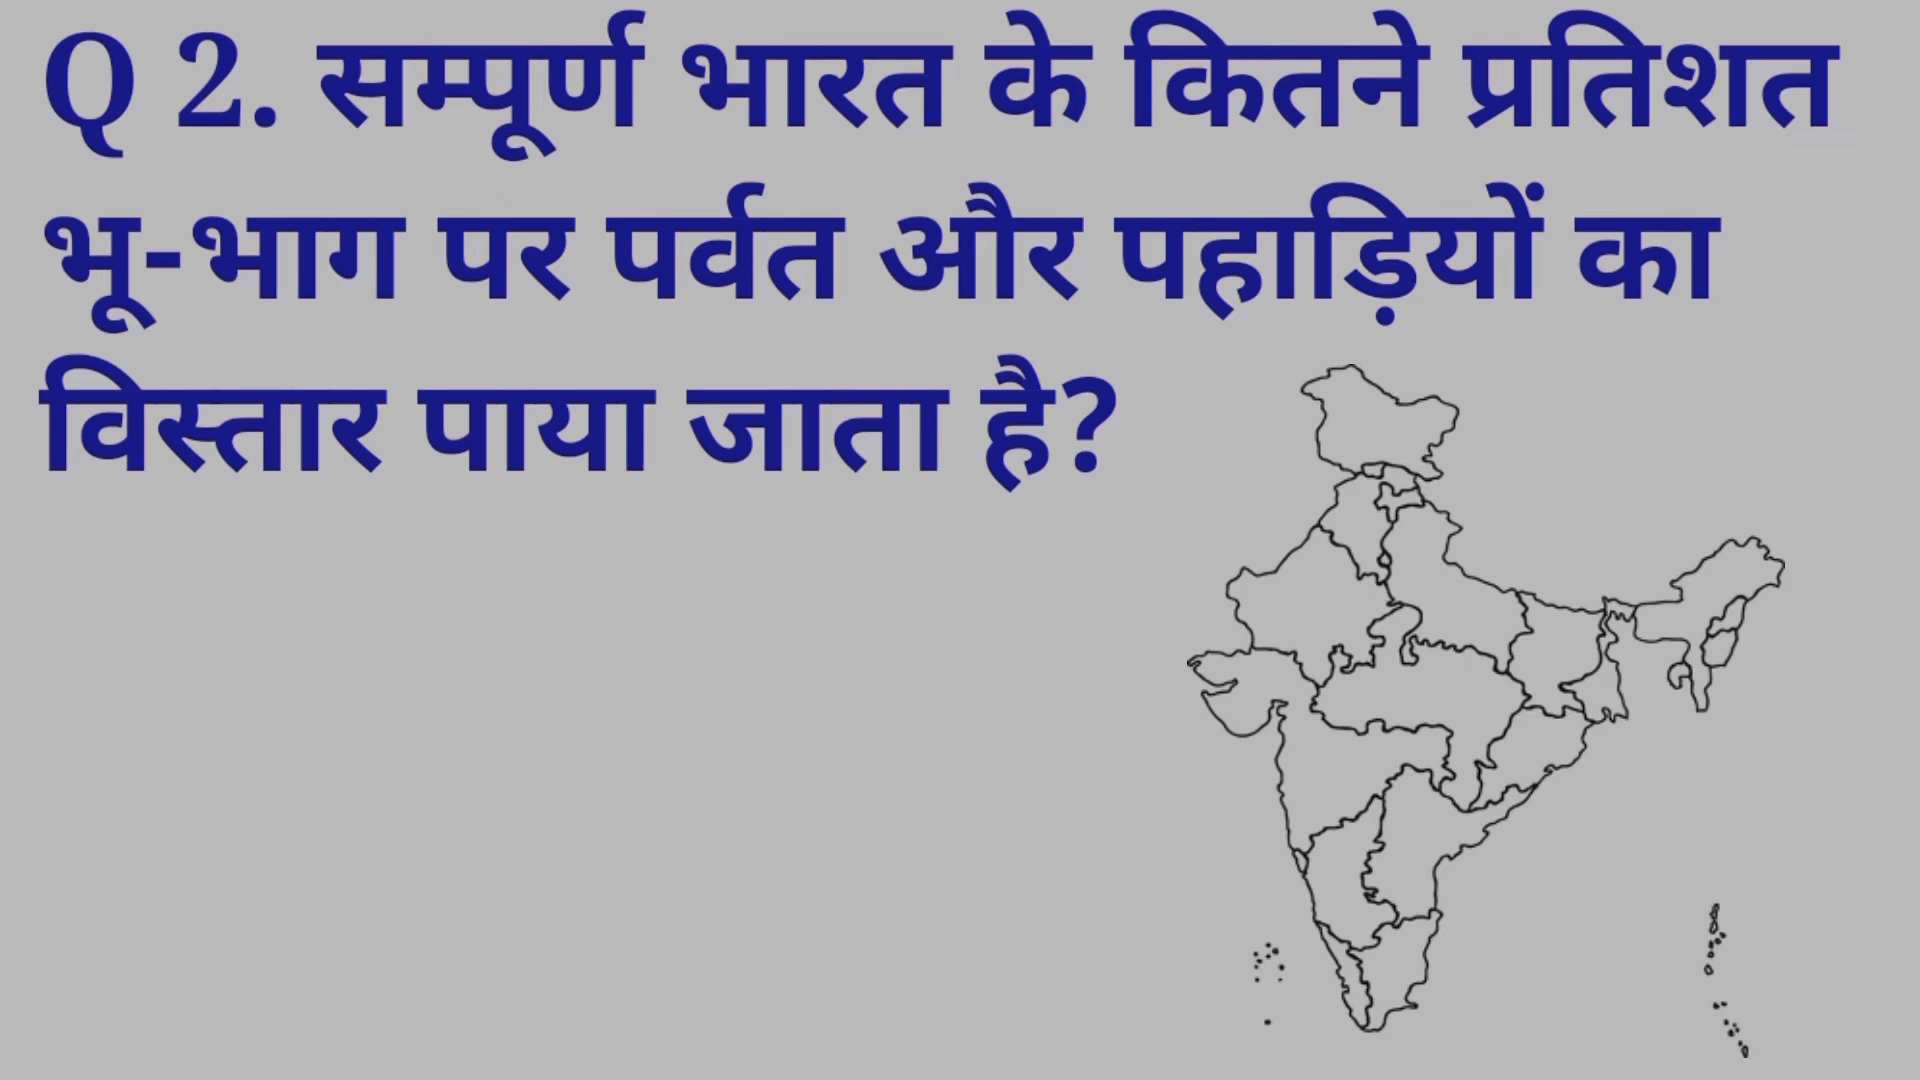 Q 2. सम्पूर्ण भारत के कितने प्रतिशत
भू-भाग पर पर्वत और पहाड़ियों का
विस्तार पाया जाता है?